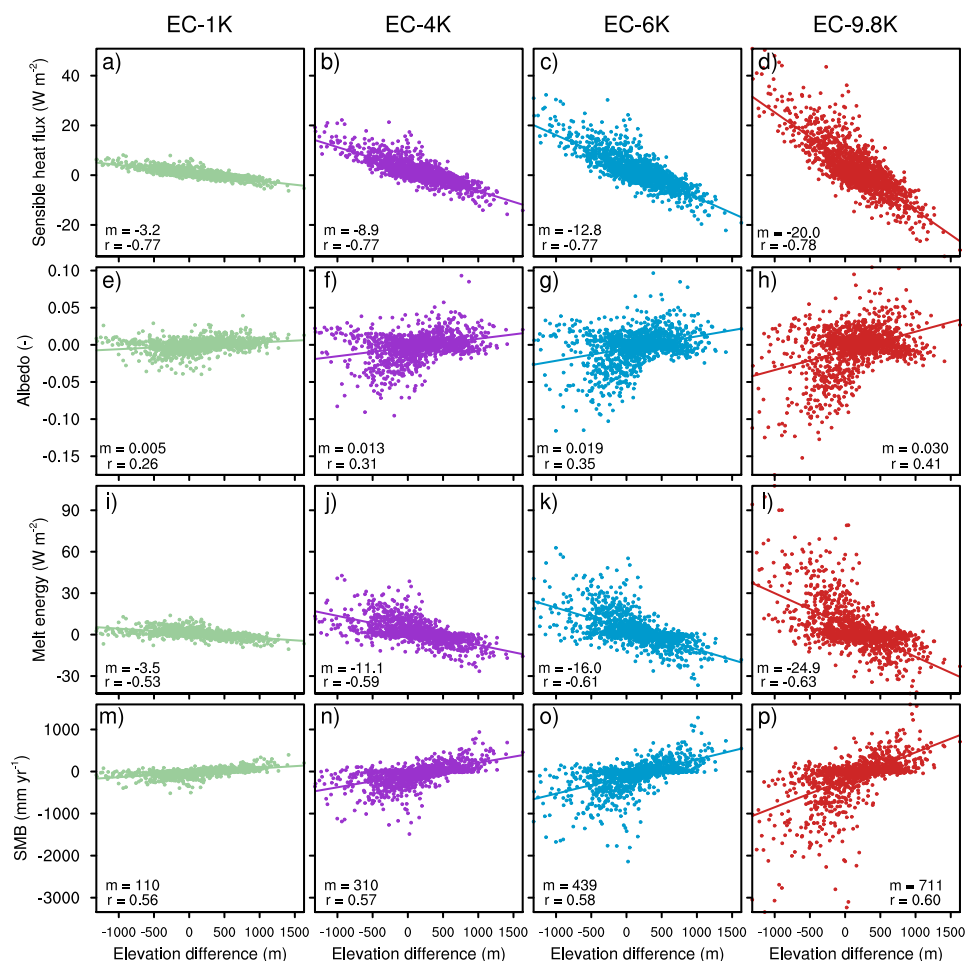 EC-1K EC-4K EC-6K EC-9.8K
a) b) c) d)
Sensible heat flux (W m⁻²)
40
20
0
-20
m = -3.2
r = -0.77
m = -8.9
r = -0.77
m = -12.8
r = -0.77
m = -20.0
r = -0.78
e) f) g) h)
Albedo (-)
0.10
0.05
0.00
-0.05
-0.10
-0.15
m = 0.005
r = 0.26
m = 0.013
r = 0.31
m = 0.019
r = 0.35
m = 0.030
r = 0.41
i) j) k) l)
Melt energy (W m⁻²)
90
60
30
0
-30
m = -3.5
r = -0.53
m = -11.1
r = -0.59
m = -16.0
r = -0.61
m = -24.9
r = -0.63
m) n) o) p)
SMB (mm yr⁻¹)
1000
0
-1000
-2000
-3000
m = 110
r = 0.56
m = 310
r = 0.57
m = 439
r = 0.58
m = 711
r = 0.60
-1000 -500 0 500 1000 1500 -1000 -500 0 500 1000 1500 -1000 -500 0 500 1000 1500 -1000 -500 0 500 1000 1500
Elevation difference (m) Elevation difference (m) Elevation difference (m) Elevation difference (m)